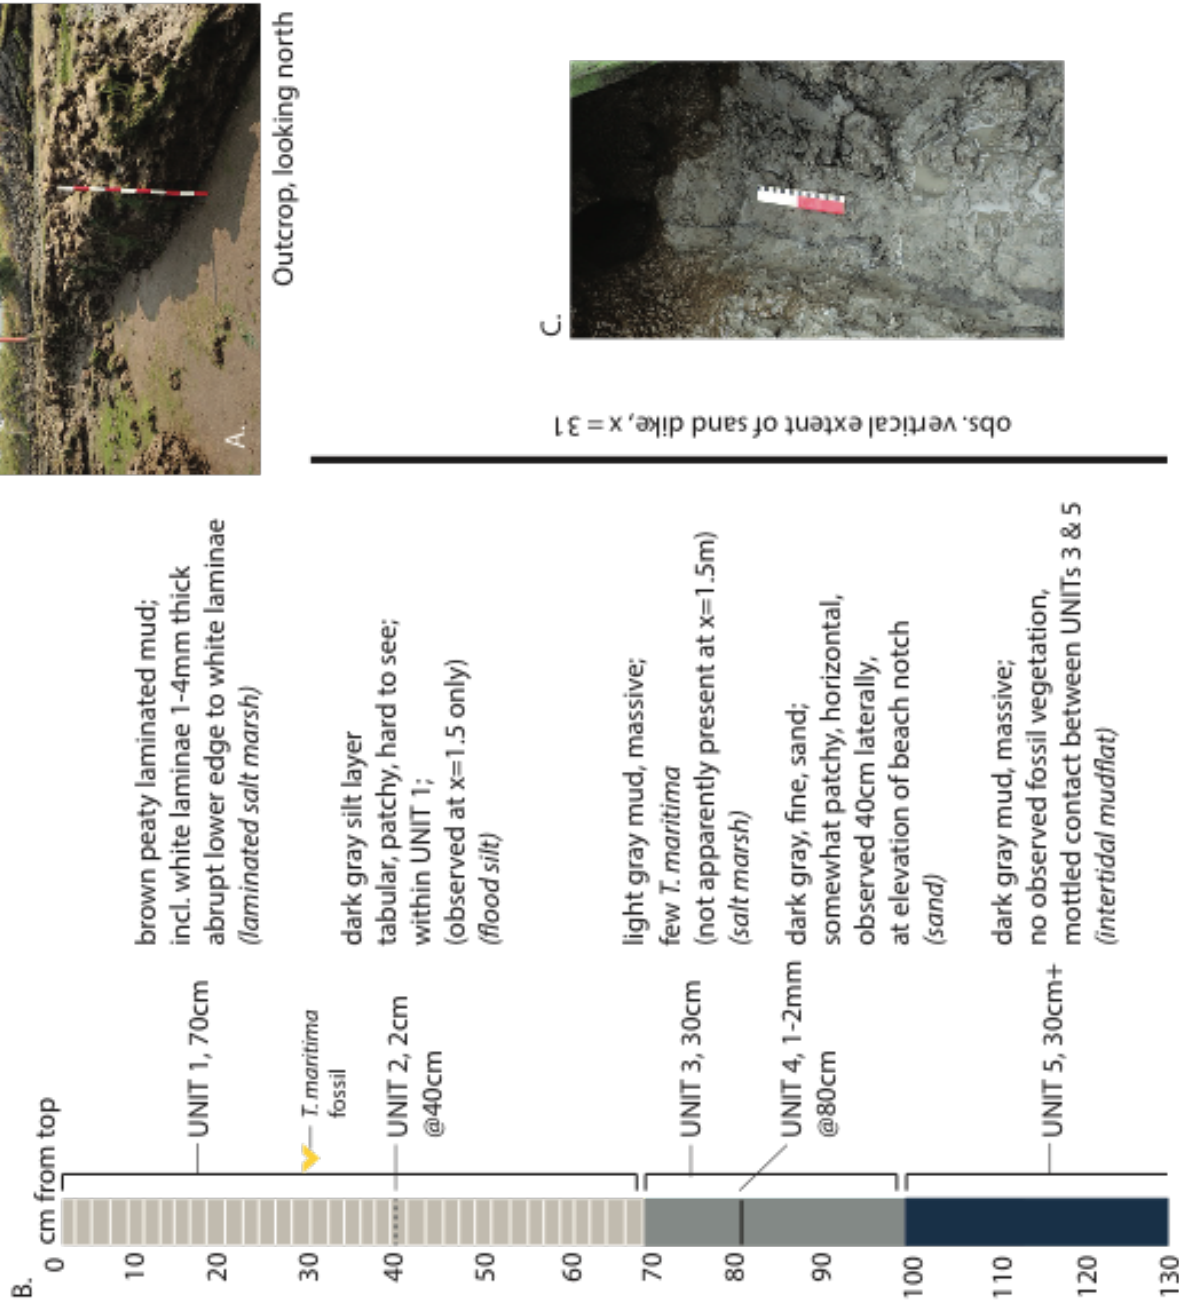 A.
Outcrop, looking north
B.
cm from top
0
10
20
30
40
50
60
70
80
90
100
110
120
130
UNIT 1, 70cm
brown peaty laminated mud;
incl. white laminae 1-4mm thick
abrupt lower edge to white laminae
(laminated salt marsh)
T. maritima
fossil
UNIT 2, 2cm
@40cm
dark gray silt layer
tabular, patchy, hard to see;
within UNIT 1;
(observed at x=1.5 only)
(flood silt)
UNIT 3, 30cm
light gray mud, massive;
few T. maritima
(not apparently present at x=1.5m)
(salt marsh)
UNIT 4, 1-2mm
@80cm
dark gray, fine, sand;
somewhat patchy, horizontal,
observed 40cm laterally,
at elevation of beach notch
(sand)
UNIT 5, 30cm+
dark gray mud, massive;
no observed fossil vegetation,
mottled contact between UNITs 3 & 5
(intertidal mudflat)
obs. vertical extent of sand dike, x = 31
C.